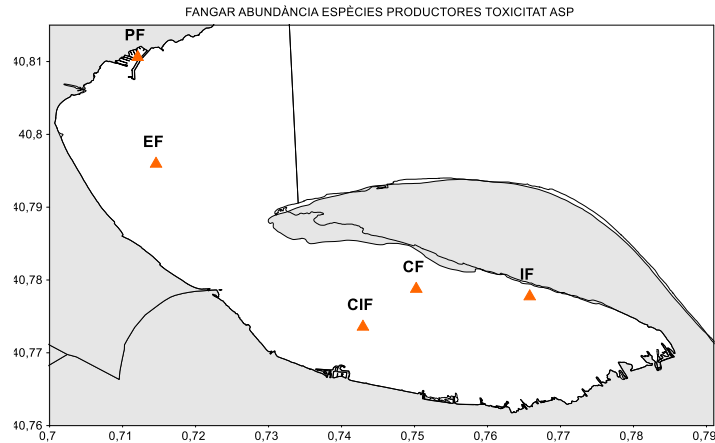 FANGAR ABUNDÀNCIA ESPÈCIES PRODUCTORES TOXICITAT ASP
PF
40,81
EF
40,8
40,79
CF
IF
40,78
CIF
40,77
40,76
0,7 0,71 0,72 0,73 0,74 0,75 0,76 0,77 0,78 0,79